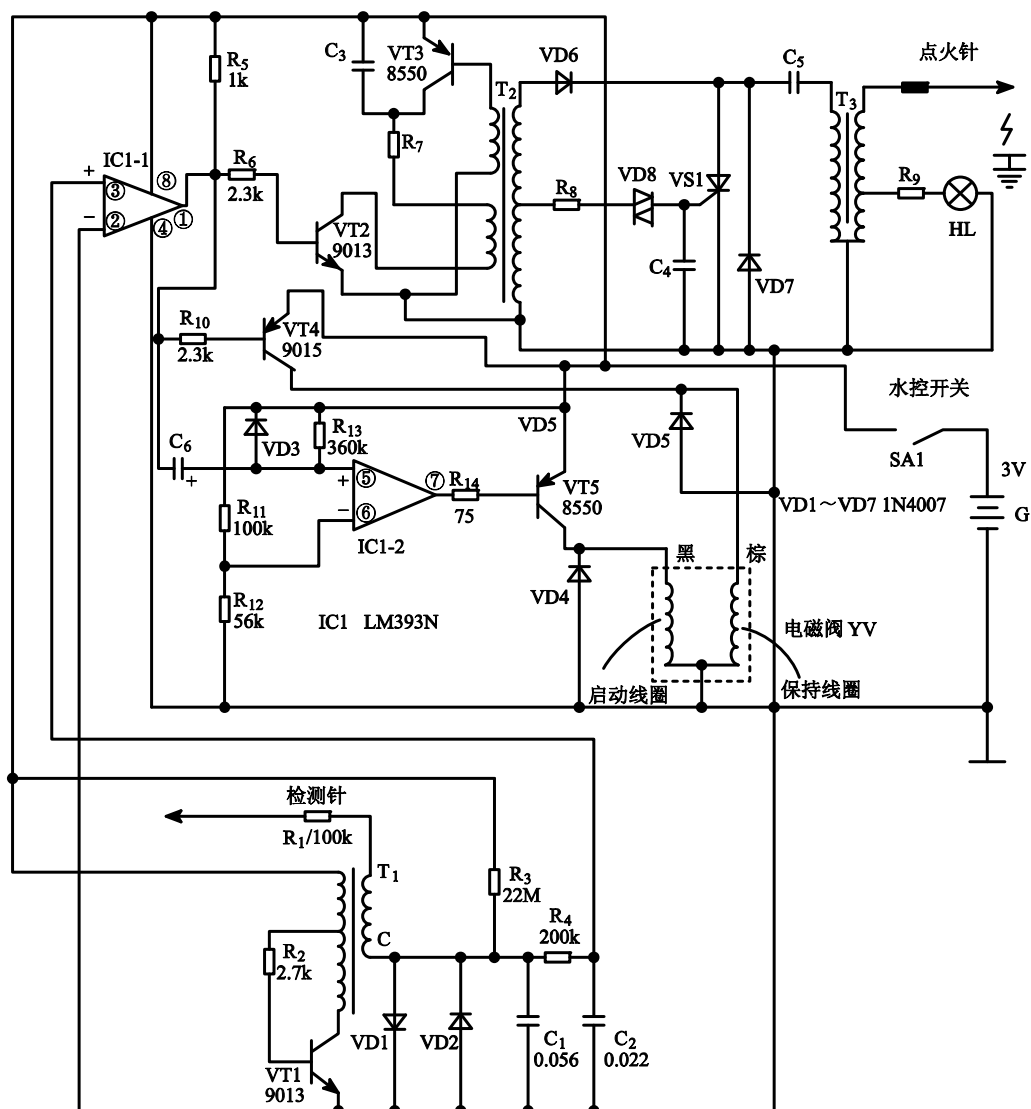 R5
1k
C3
VT3
8550
T2
VD6
C5
点火针
T3
IC1-1
+
③
⑧
−
②
④
①
R6
2.3k
R7
VT2
9013
R8
VD8
VS1
C4
VD7
R9
HL
R10
2.3k
VT4
9015
水控开关
SA1
3V
G
C6
+
VD3
R13
360k
VD5
VD5
R11
100k
+
⑤
−
⑥
⑦
IC1-2
R14
75
VT5
8550
VD1～VD7 1N4007
R12
56k
IC1 LM393N
VD4
黑
棕
电磁阀 YV
启动线圈
保持线圈
检测针
R1/100k
T1
C
R2
2.7k
VT1
9013
VD1
VD2
R3
22M
R4
200k
C1
0.056
C2
0.022